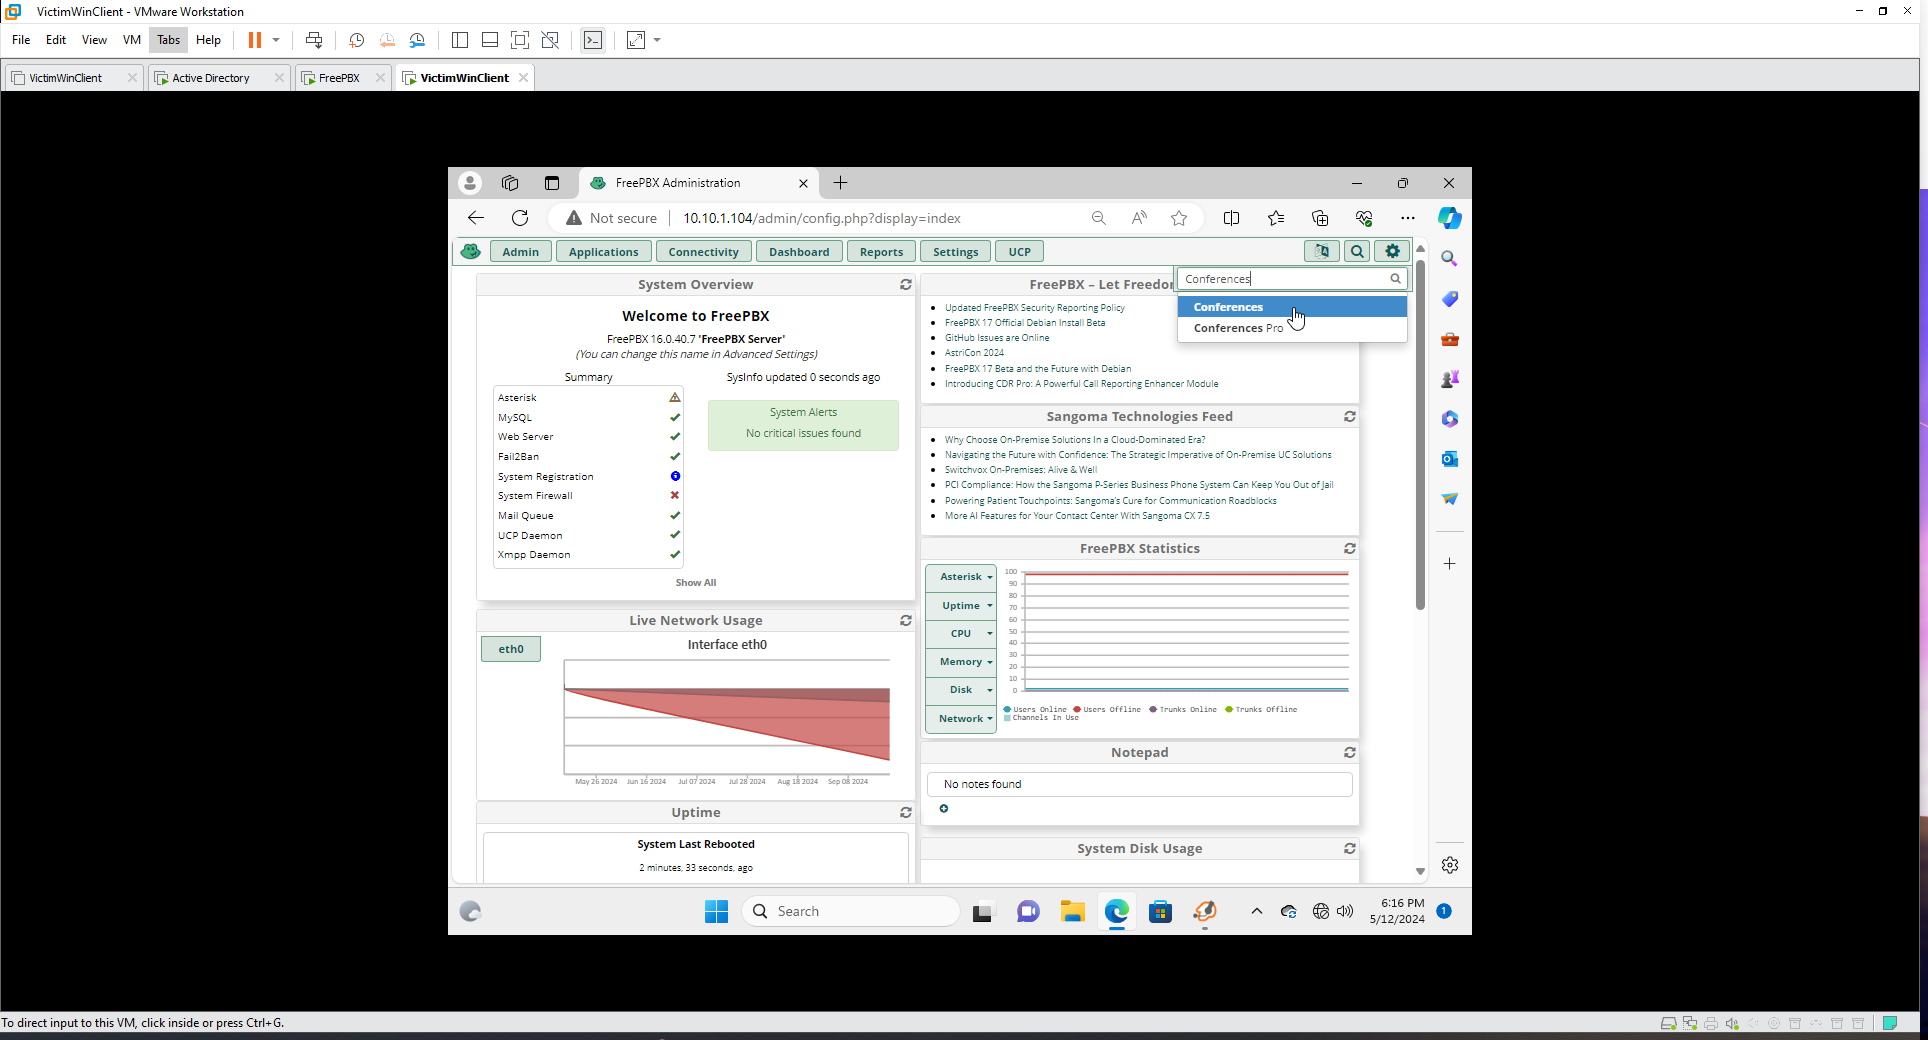 VictimWinClient - VMware Workstation
File Edit View VM Tabs Help
VictimWinClient Active Directory FreePBX VictimWinClient
FreePBX Administration
Not secure 10.10.1.104/admin/config.php?display=index
Admin Applications Connectivity Dashboard Reports Settings UCP
Conferences
Conferences
Conferences Pro
System Overview
Welcome to FreePBX
FreePBX 16.0.40.7 'FreePBX Server'
(You can change this name in Advanced Settings)
Summary
SysInfo updated 0 seconds ago
Asterisk
MySQL
Web Server
Fail2Ban
System Registration
System Firewall
Mail Queue
UCP Daemon
Xmpp Daemon
System Alerts
No critical issues found
Show All
Live Network Usage
eth0
Interface eth0
May 26 2024 Jun 16 2024 Jul 07 2024 Jul 28 2024 Aug 18 2024 Sep 08 2024
Uptime
System Last Rebooted
2 minutes, 33 seconds, ago
FreePBX – Let Freedom
Updated FreePBX Security Reporting Policy
FreePBX 17 Official Debian Install Beta
GitHub Issues are Online
AstriCon 2024
FreePBX 17 Beta and the Future with Debian
Introducing CDR Pro: A Powerful Call Reporting Enhancer Module
Sangoma Technologies Feed
Why Choose On-Premise Solutions In a Cloud-Dominated Era?
Navigating the Future with Confidence: The Strategic Imperative of On-Premise UC Solutions
Switchvox On-Premises: Alive & Well
PCI Compliance: How the Sangoma P-Series Business Phone System Can Keep You Out of Jail
Powering Patient Touchpoints: Sangoma's Cure for Communication Roadblocks
More AI Features for Your Contact Center With Sangoma CX 7.5
FreePBX Statistics
Asterisk
Uptime
CPU
Memory
Disk
Network
100
90
80
70
60
50
40
30
20
10
0
Users Online Users Offline Trunks Online Trunks Offline
Channels In Use
Notepad
No notes found
System Disk Usage
Search
6:16 PM
5/12/2024
1
To direct input to this VM, click inside or press Ctrl+G.